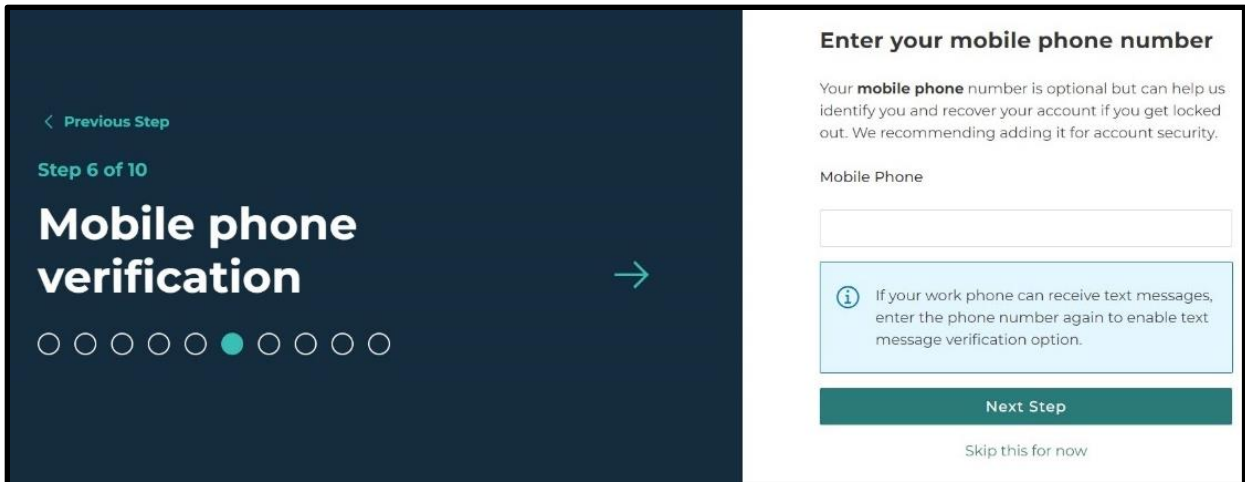 Previous Step
Step 6 of 10
Mobile phone
verification
Enter your mobile phone number
Your mobile phone number is optional but can help us
identify you and recover your account if you get locked
out. We recommending adding it for account security.
Mobile Phone
If your work phone can receive text messages,
enter the phone number again to enable text
message verification option.
Next Step
Skip this for now